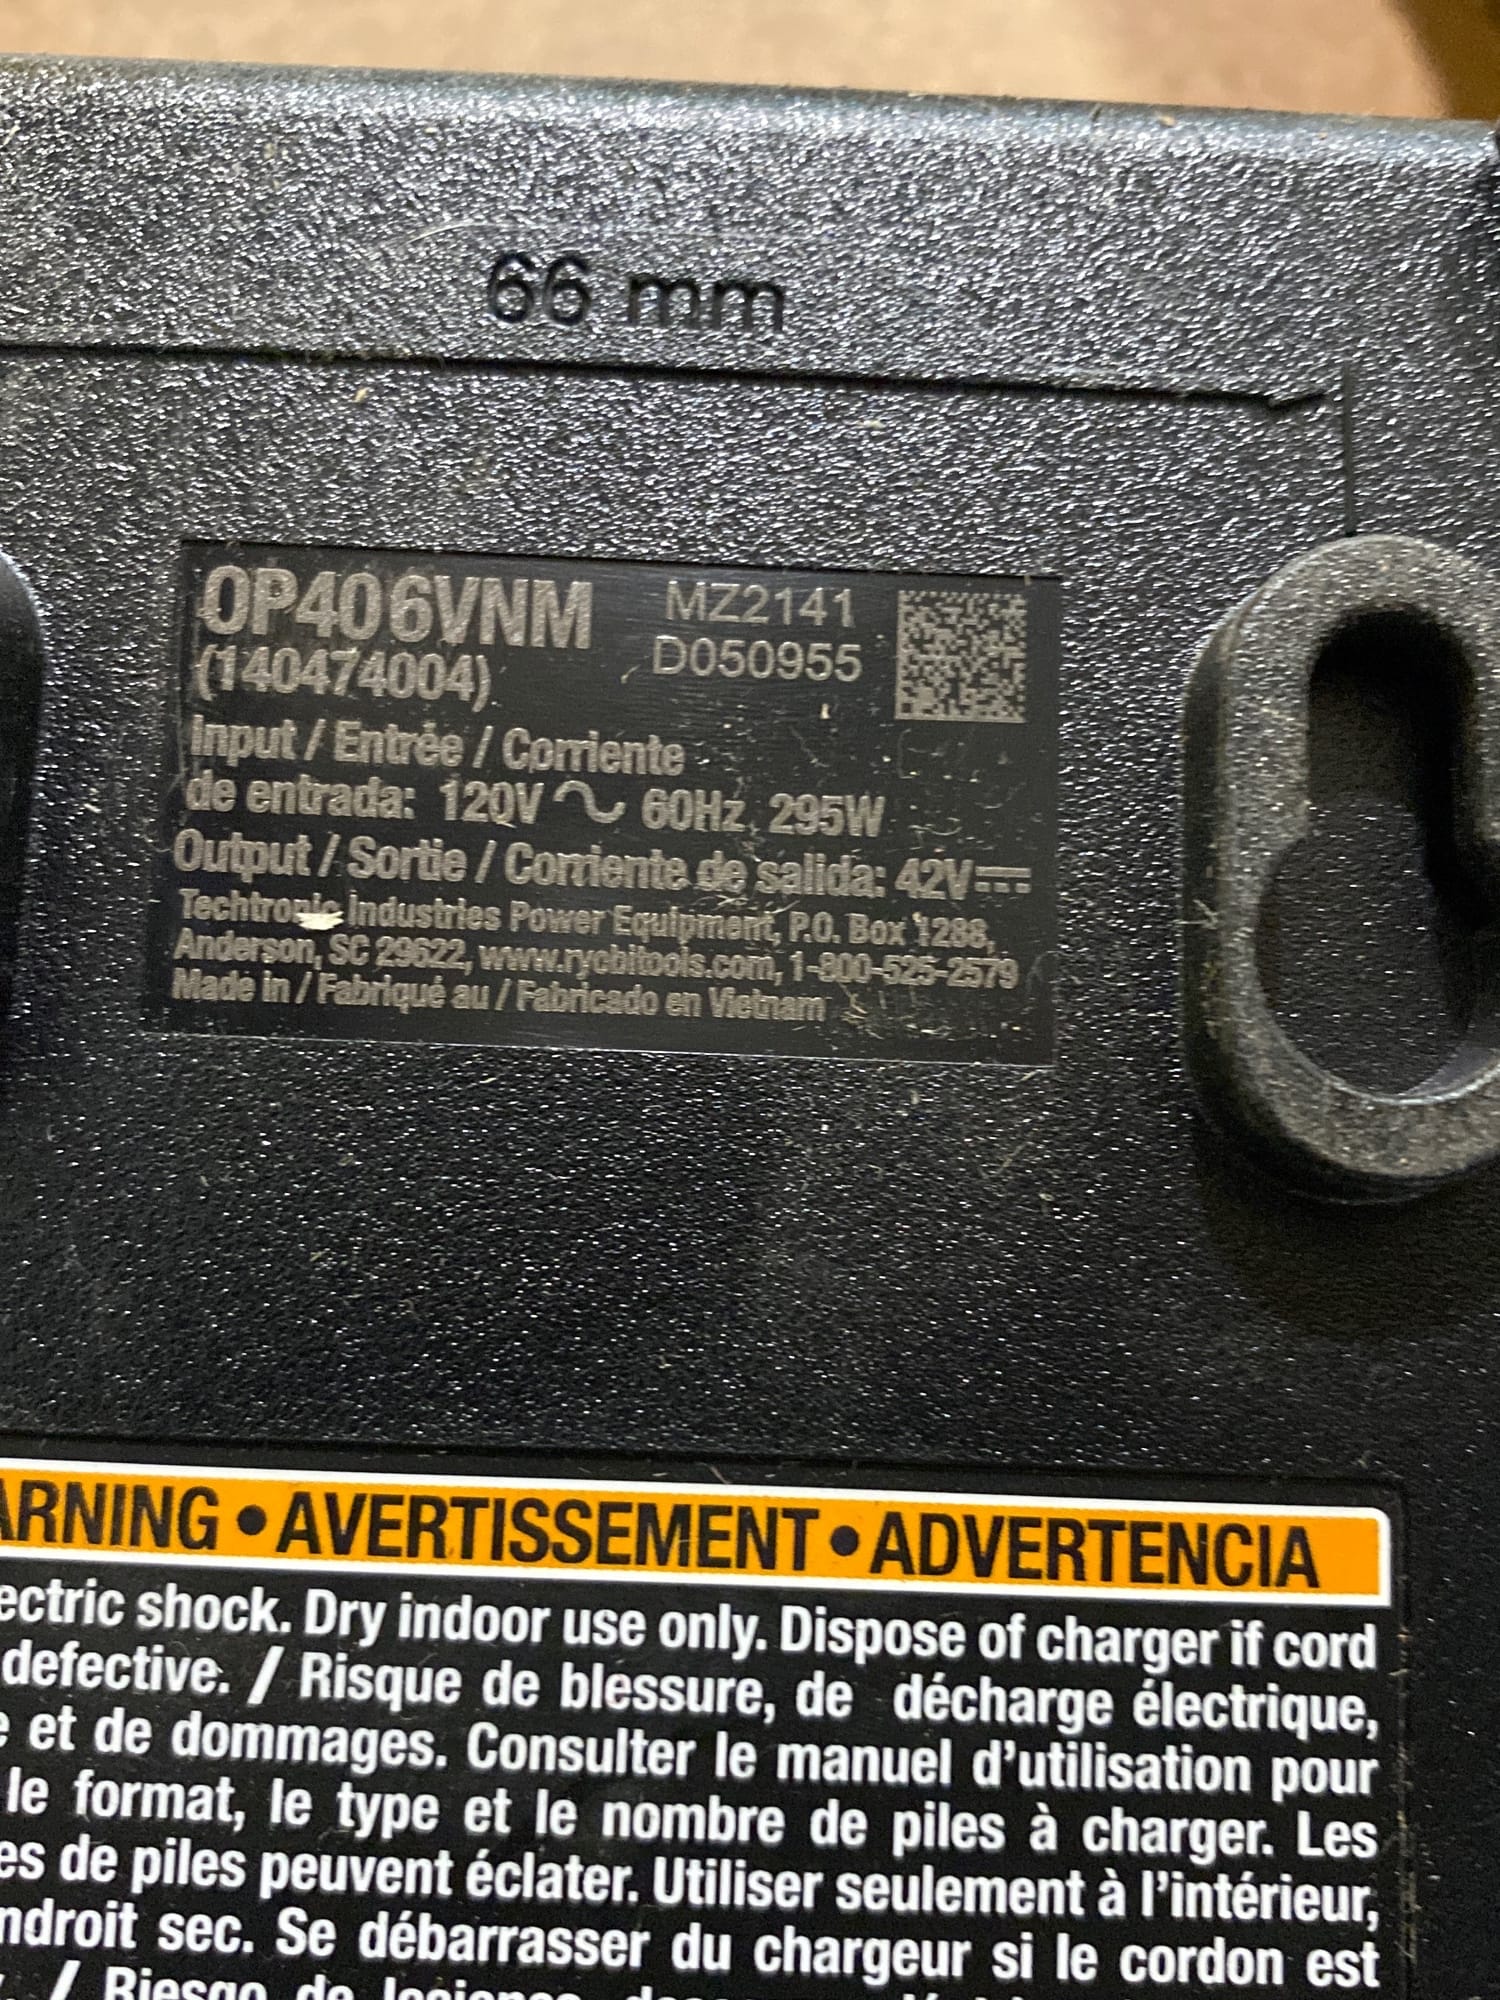 66 mm
OP406VNM MZ2141
(140474004) D050955
Input / Entrée / Corriente
de entrada: 120V ∿ 60Hz, 295W
Output / Sortie / Corriente de salida: 42V ⎓
Techtronic Industries Power Equipment, P.O. Box 1288,
Anderson, SC 29622, www.ryobitools.com, 1-800-525-2579
Made in / Fabriqué au / Fabricado en Vietnam
ARNING • AVERTISSEMENT • ADVERTENCIA
ectric shock. Dry indoor use only. Dispose of charger if cord
defective. / Risque de blessure, de décharge électrique,
e et de dommages. Consulter le manuel d'utilisation pour
le format, le type et le nombre de piles à charger. Les
es de piles peuvent éclater. Utiliser seulement à l'intérieur,
ndroit sec. Se débarrasser du chargeur si le cordon est
/ Riesgo de